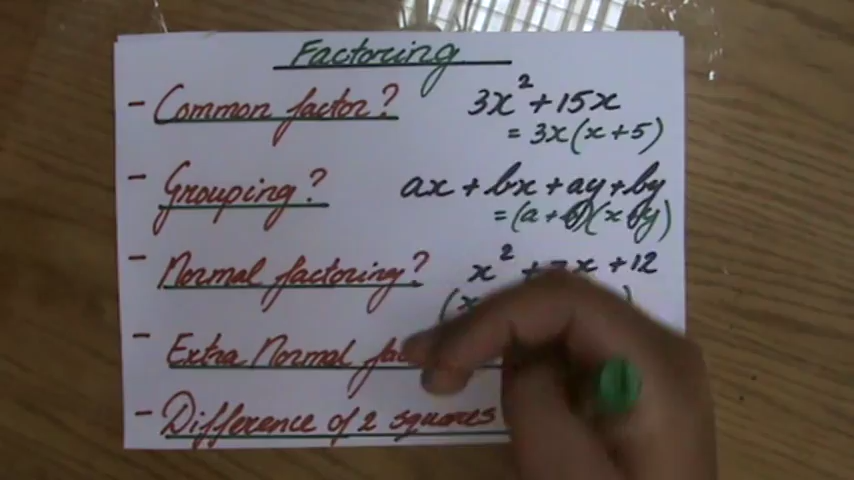 Factoring
- Common factor? 3x² + 15x
= 3x(x+5)
- Grouping? ax + bx + ay + by
= (a + b)(x+y)
- Normal factoring? x² + 7x + 12
(x
- Extra Normal
- Difference of 2 squares